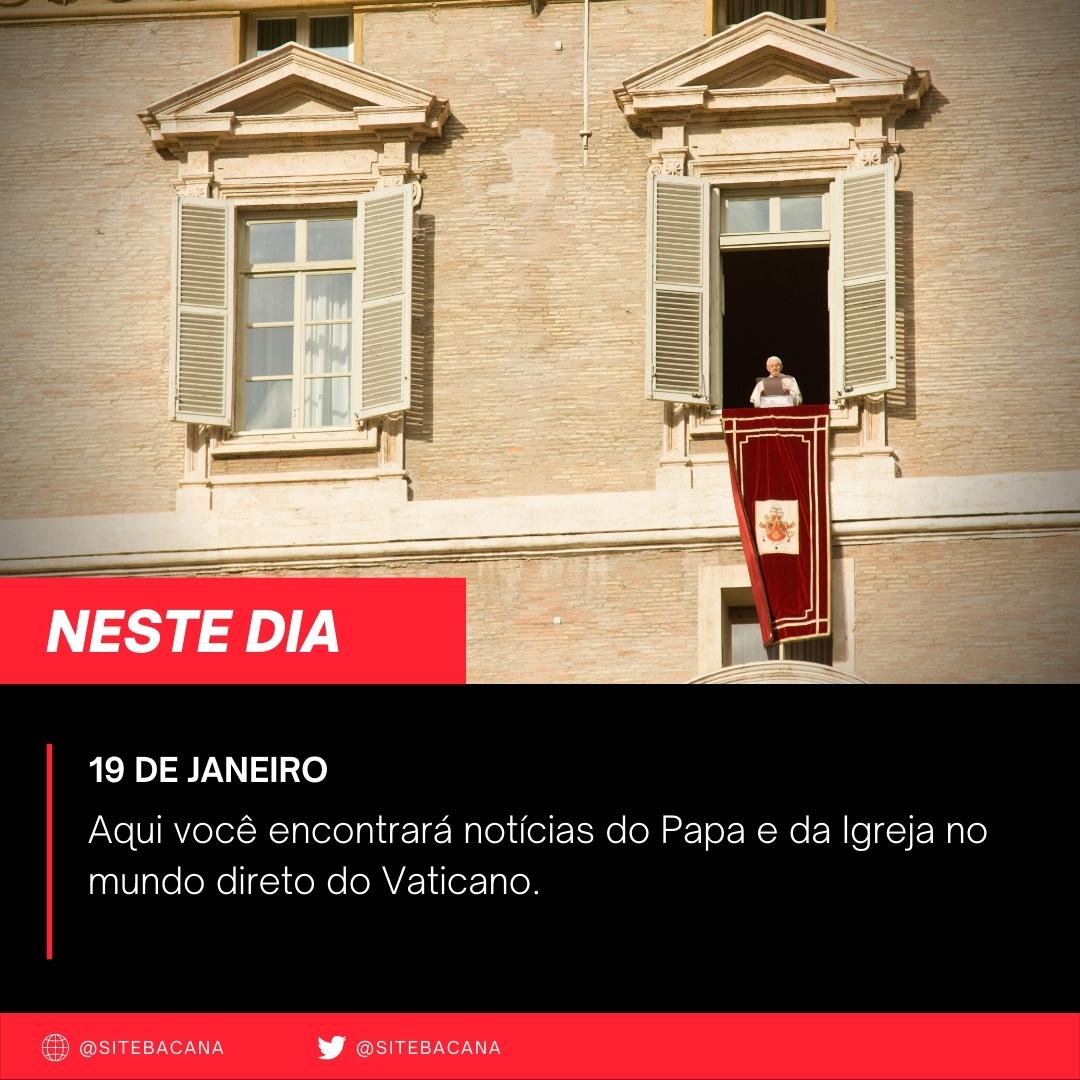 NESTE DIA
19 DE JANEIRO
Aqui você encontrará notícias do Papa e da Igreja no
mundo direto do Vaticano.
@SITEBACANA
@SITEBACANA